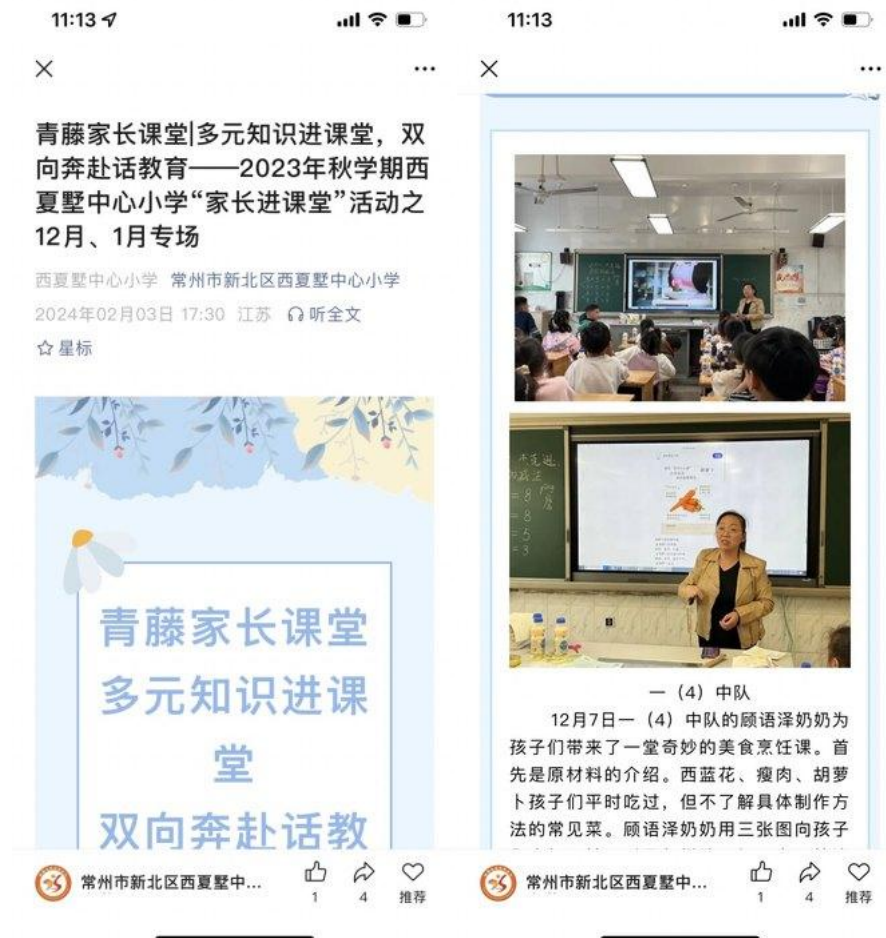 11:13
青藤家长课堂|多元知识进课堂，双
向奔赴话教育——2023年秋学期西
夏墅中心小学“家长进课堂”活动之
12月、1月专场
西夏墅中心小学 常州市新北区西夏墅中心小学
2024年02月03日 17:30 江苏 听全文
星标
青藤家长课堂
多元知识进课
堂
双向奔赴话教
常州市新北区西夏墅中...
1
4
推荐
11:13
一（4）中队
12月7日一（4）中队的顾语泽奶奶为
孩子们带来了一堂奇妙的美食烹饪课。首
先是原材料的介绍。西蓝花、瘦肉、胡萝
卜孩子们平时吃过，但不了解具体制作方
法的常见菜。顾语泽奶奶用三张图向孩子
常州市新北区西夏墅中...
1
4
推荐